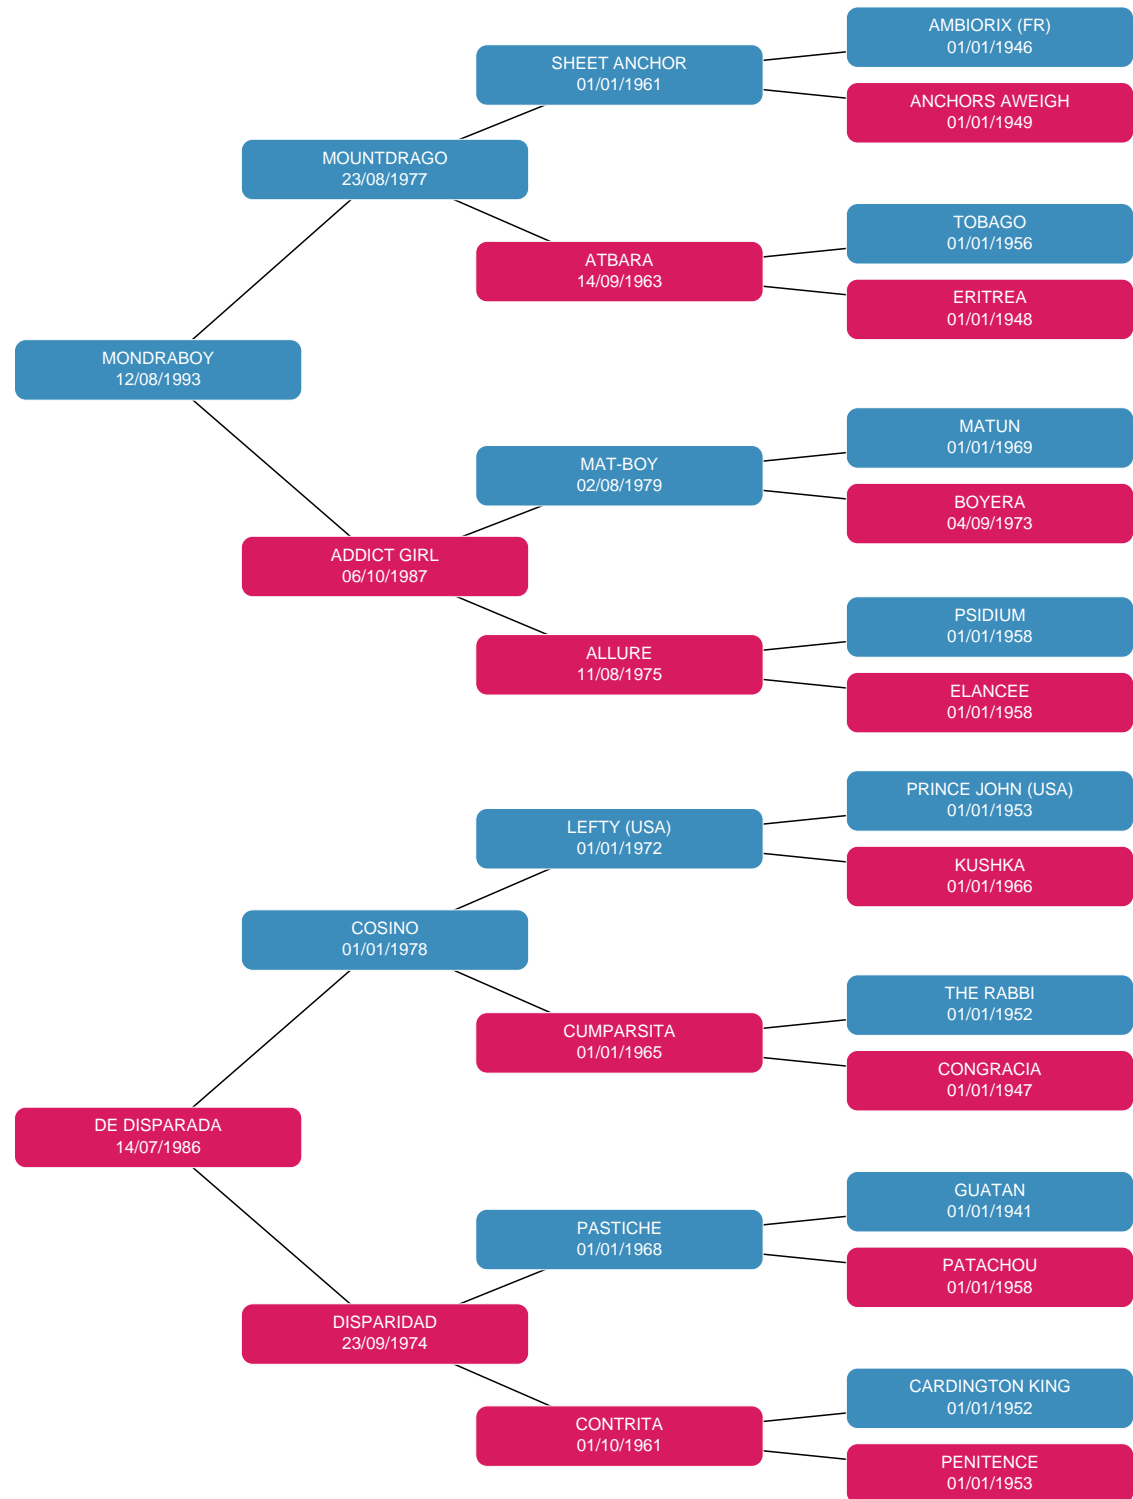 AMBIORIX (FR)
01/01/1946
SHEET ANCHOR
01/01/1961
ANCHORS AWEIGH
01/01/1949
MOUNTDRAGO
23/08/1977
TOBAGO
01/01/1956
ATBARA
14/09/1963
ERITREA
01/01/1948
MONDRABOY
12/08/1993
MATUN
01/01/1969
MAT-BOY
02/08/1979
BOYERA
04/09/1973
ADDICT GIRL
06/10/1987
PSIDIUM
01/01/1958
ALLURE
11/08/1975
ELANCEE
01/01/1958
PRINCE JOHN (USA)
01/01/1953
LEFTY (USA)
01/01/1972
KUSHKA
01/01/1966
COSINO
01/01/1978
THE RABBI
01/01/1952
CUMPARSITA
01/01/1965
CONGRACIA
01/01/1947
DE DISPARADA
14/07/1986
GUATAN
01/01/1941
PASTICHE
01/01/1968
PATACHOU
01/01/1958
DISPARIDAD
23/09/1974
CARDINGTON KING
01/01/1952
CONTRITA
01/10/1961
PENITENCE
01/01/1953